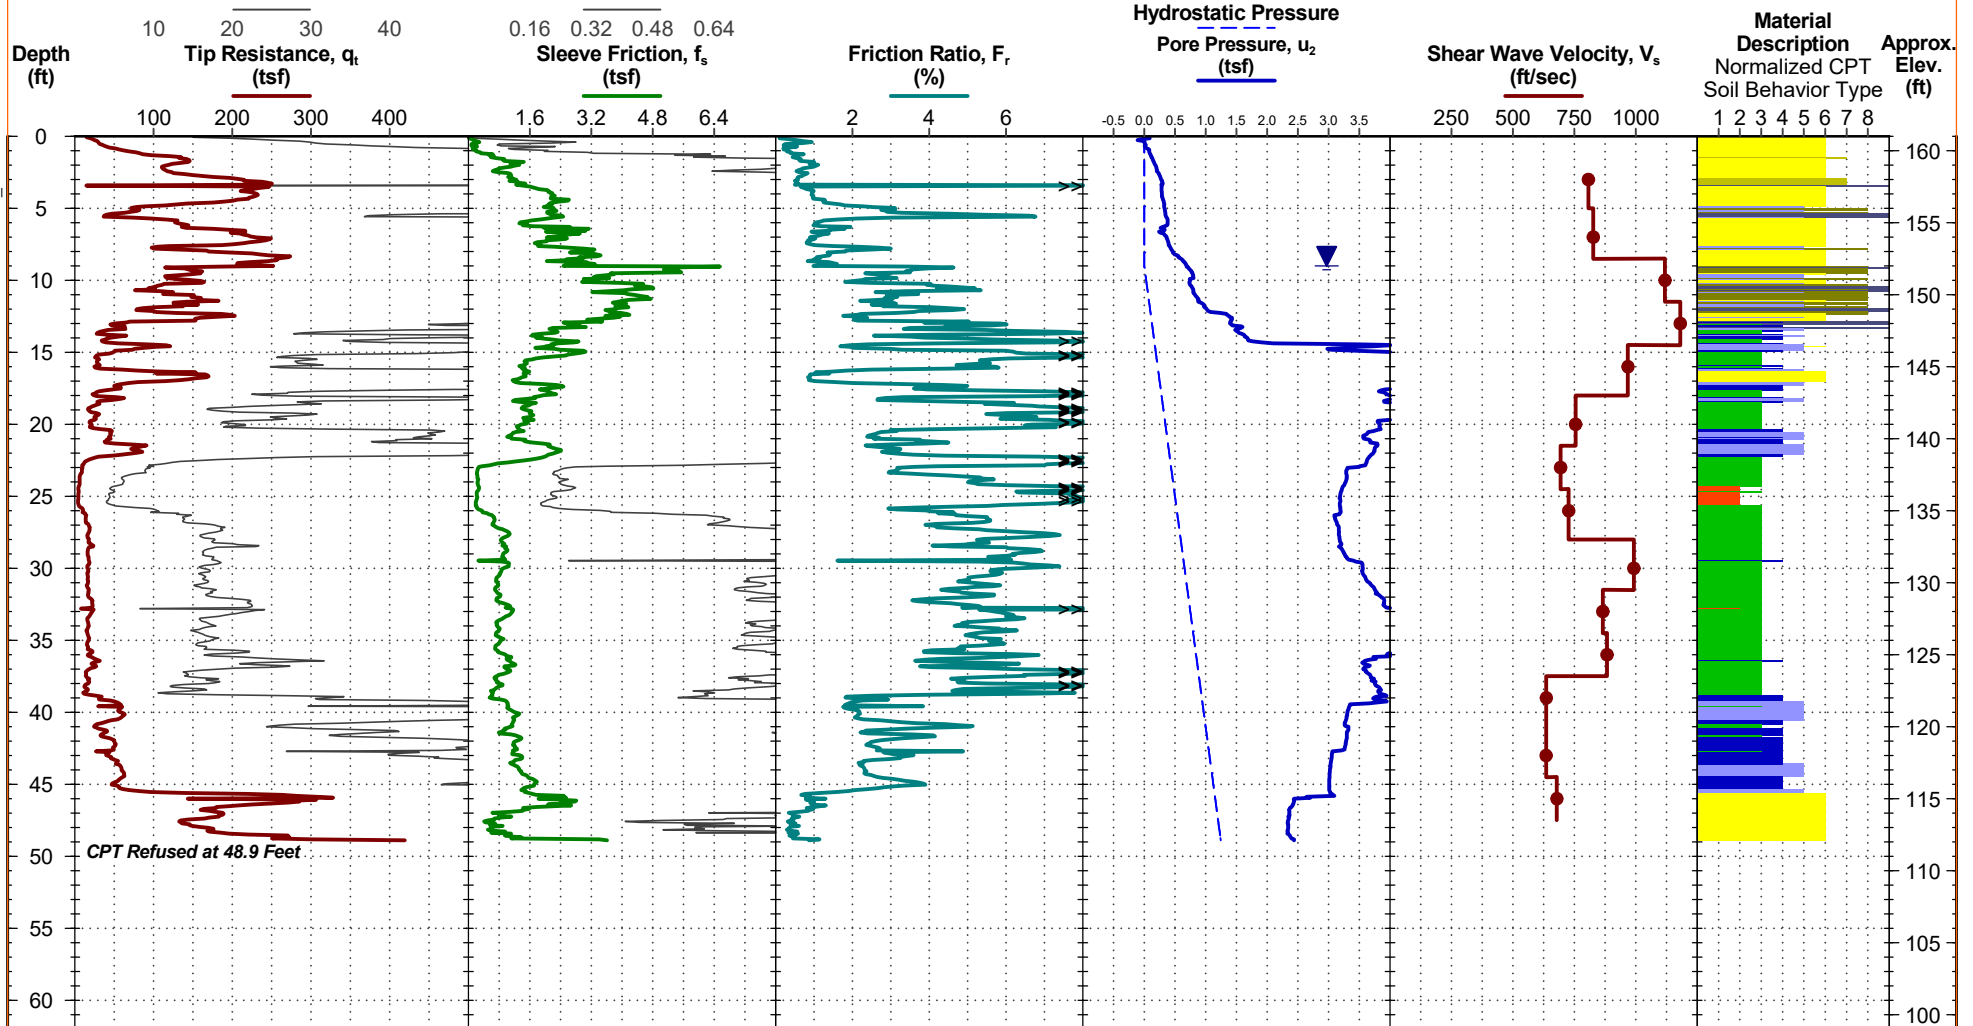 Hydrostatic Pressure
Material
10 20 30 40
0.16 0.32 0.48 0.64
Depth
(ft)
Tip Resistance, qt
(tsf)
Sleeve Friction, fs
(tsf)
Friction Ratio, Fr
(%)
Pore Pressure, u2
(tsf)
Shear Wave Velocity, Vs
(ft/sec)
Description
Normalized CPT
Soil Behavior Type
Approx.
Elev.
(ft)
100 200 300 400
1.6 3.2 4.8 6.4
2 4 6
-0.5 0.0 0.5 1.0 1.5 2.0 2.5 3.0 3.5
250 500 750 1000
1 2 3 4 5 6 7 8
0
160
>>
5
155
10
150
>>
15
145
>>
>>
>>
>>
20
140
>>
>>
>>
25
135
30
130
>>
35
125
>>
>>
40
120
45
115
CPT Refused at 48.9 Feet
50
110
55
105
60
100